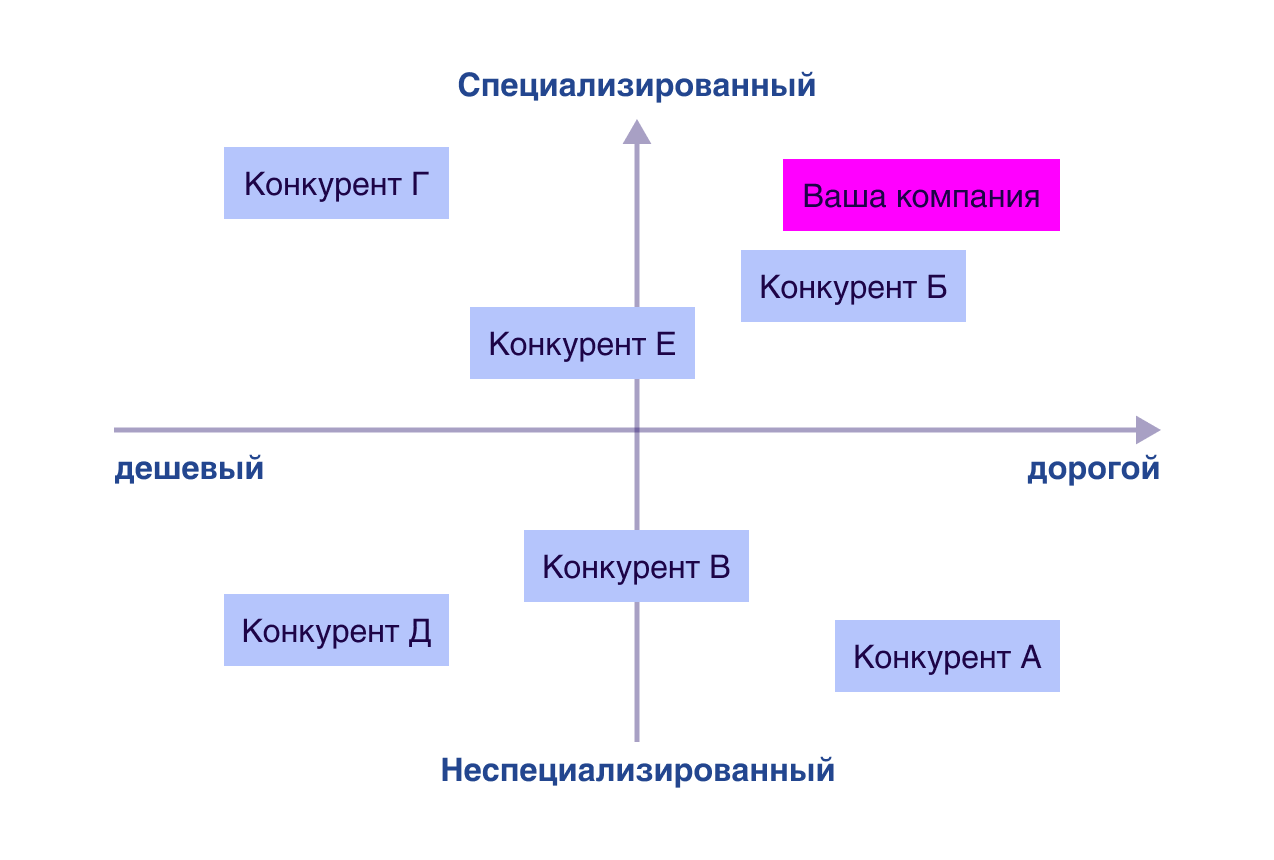 Специализированный
Конкурент Г
Ваша компания
Конкурент Б
Конкурент Е
дешевый
дорогой
Конкурент В
Конкурент Д
Конкурент А
Неспециализированный